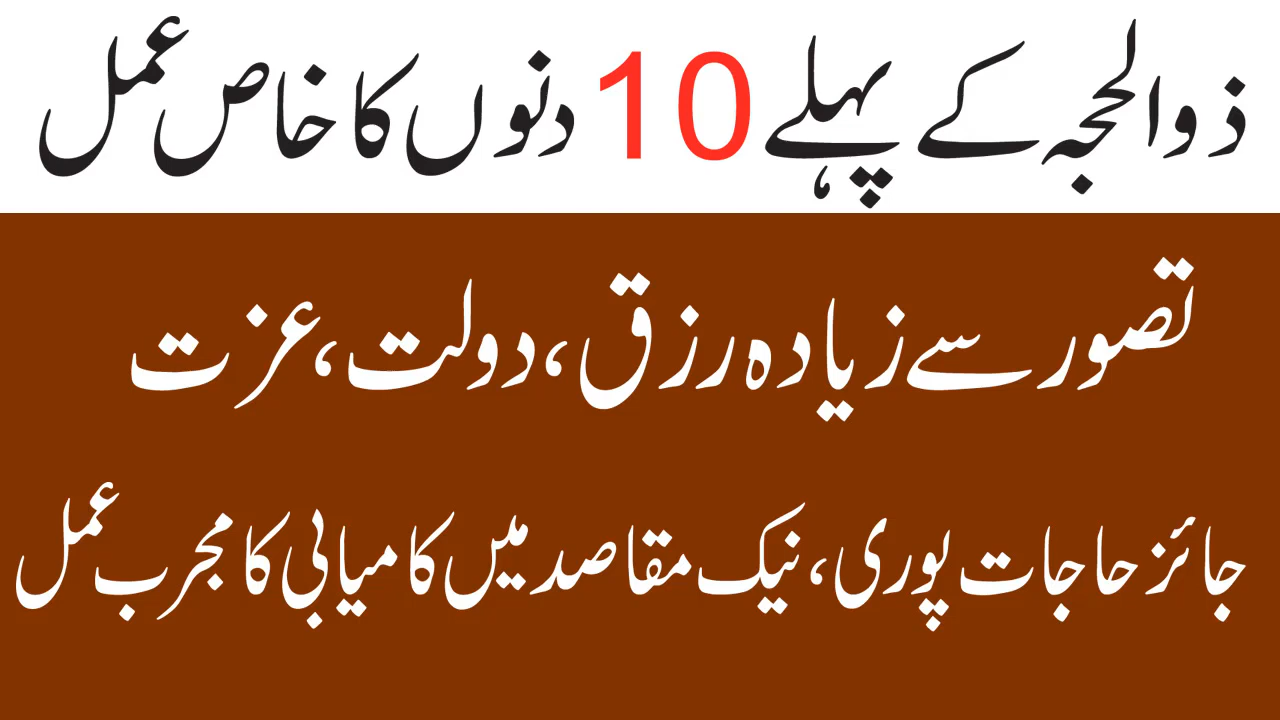 ذوالحجہ کے پہلے 10 دنوں کا خاص عمل
تصور سے زیادہ رزق، دولت، عزت
جائز حاجات پوری، نیک مقاصد میں کامیابی کا مجرب عمل